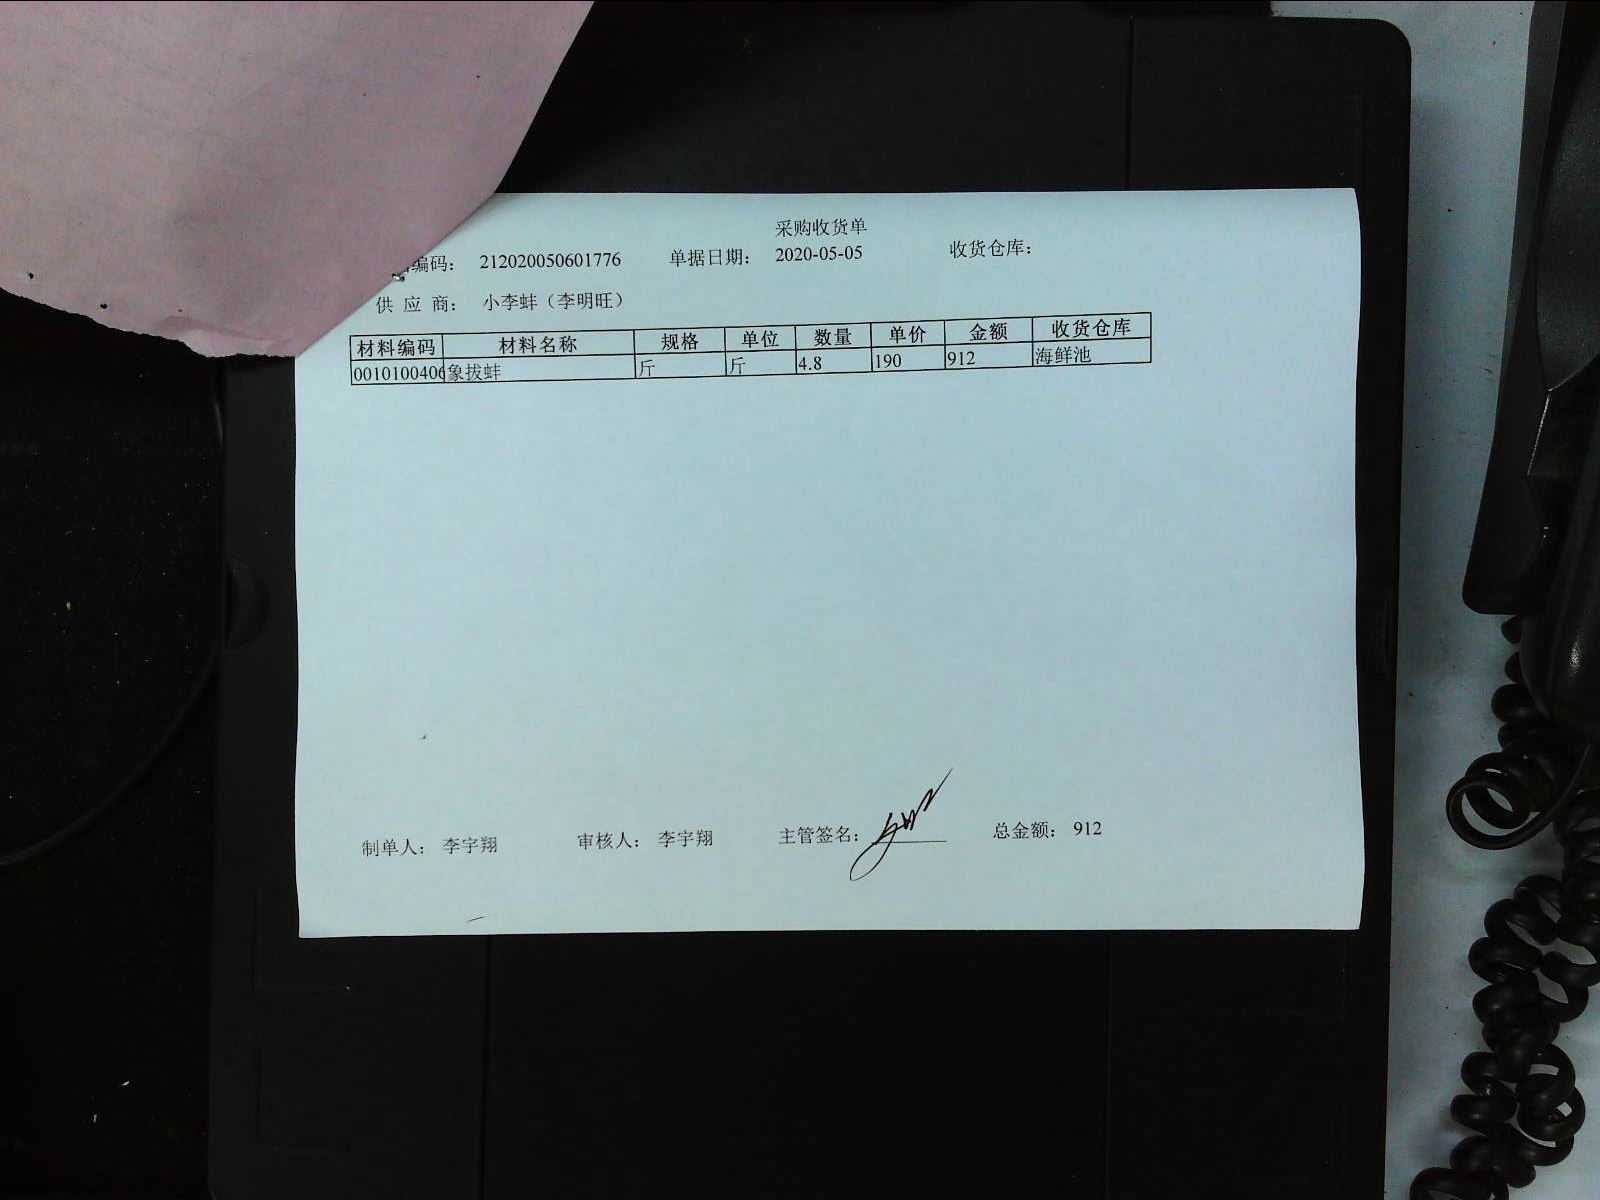 采购收货单
编码： 212020050601776 单据日期： 2020-05-05 收货仓库：
供 应 商： 小李蚌（李明旺）
材料编码 材料名称 规格 单位 数量 单价 金额 收货仓库
0010100406 象拔蚌 斤 斤 4.8 190 912 海鲜池
制单人： 李宇翔 审核人： 李宇翔 主管签名： 总金额： 912